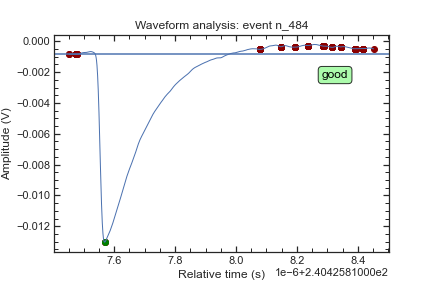 Waveform analysis: event n_484
0.000
−0.002
−0.004
−0.006
−0.008
−0.010
−0.012
Amplitude (V)
good
7.6
7.8
8.0
8.2
8.4
1e−6+2.4042581000e2
Relative time (s)